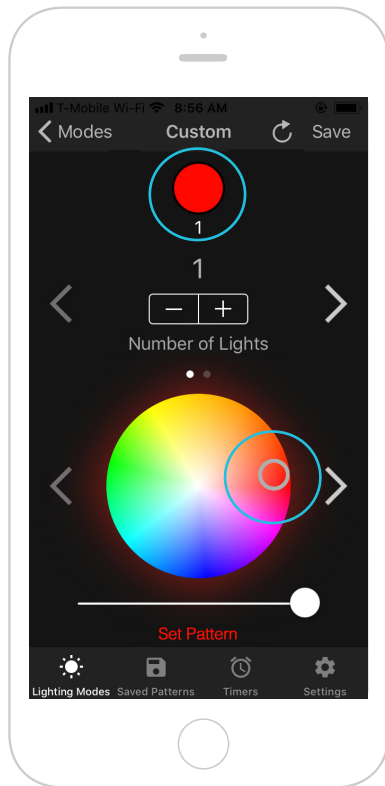 T-Mobile Wi-Fi 8:56 AM
Modes Custom Save
1
1
− +
Number of Lights
Set Pattern
Lighting Modes Saved Patterns Timers Settings